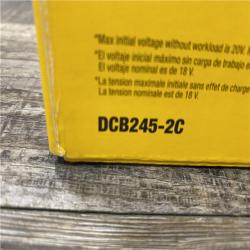 *Max initial voltage without workload is 20V.
*El voltaje inicial máximo sin carga de trabajo e
El voltaje nominal es de 18 V.
*La tension maximale initiale sans effet de charge
La tension nominale est de 18 V.
DCB245-2C